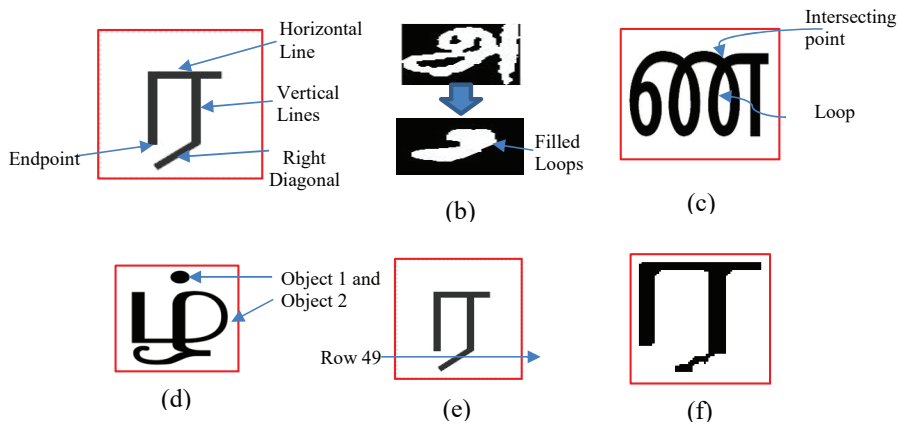 Horizontal
Line
Vertical
Lines
Endpoint
Right
Diagonal
ர
Filled
Loops
(b)
Intersecting
point
Loop
ண
(c)
Object 1 and
Object 2
ழ்
(d)
Row 49
ர
(e)
ர
(f)